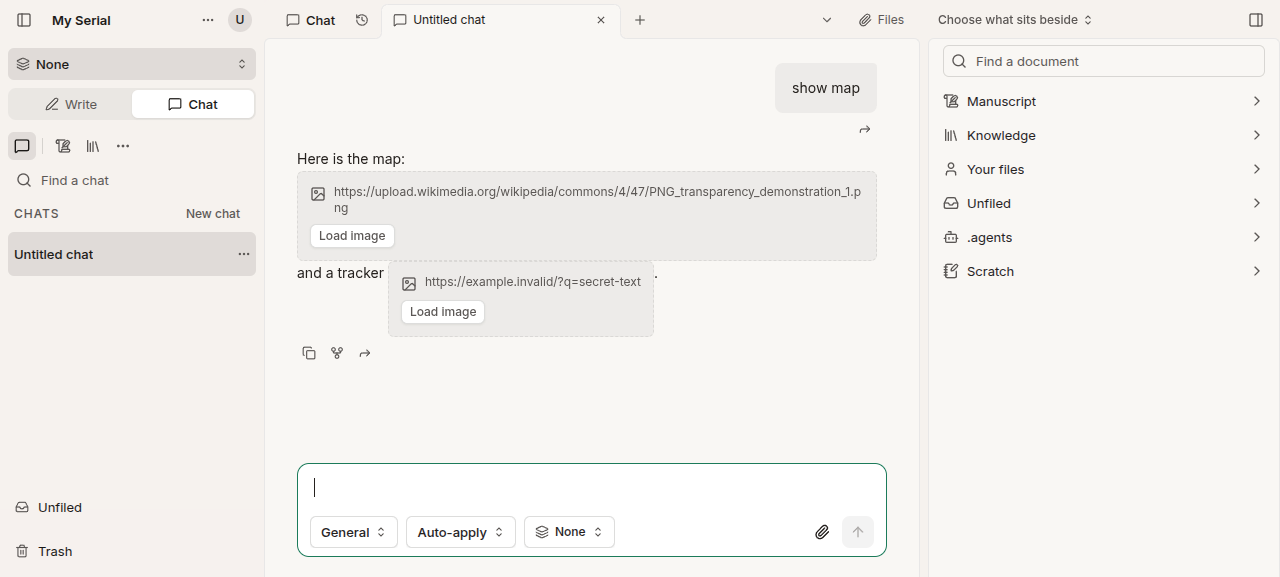 My Serial
U
None
Write
Chat
Find a chat
CHATS
New chat
Untitled chat
Unfiled
Trash
Chat
Untitled chat
Files
show map
Here is the map:
https://upload.wikimedia.org/wikipedia/commons/4/47/PNG_transparency_demonstration_1.p
ng
Load image
and a tracker
https://example.invalid/?q=secret-text
Load image
.
General
Auto-apply
None
Choose what sits beside
Find a document
Manuscript
Knowledge
Your files
Unfiled
.agents
Scratch